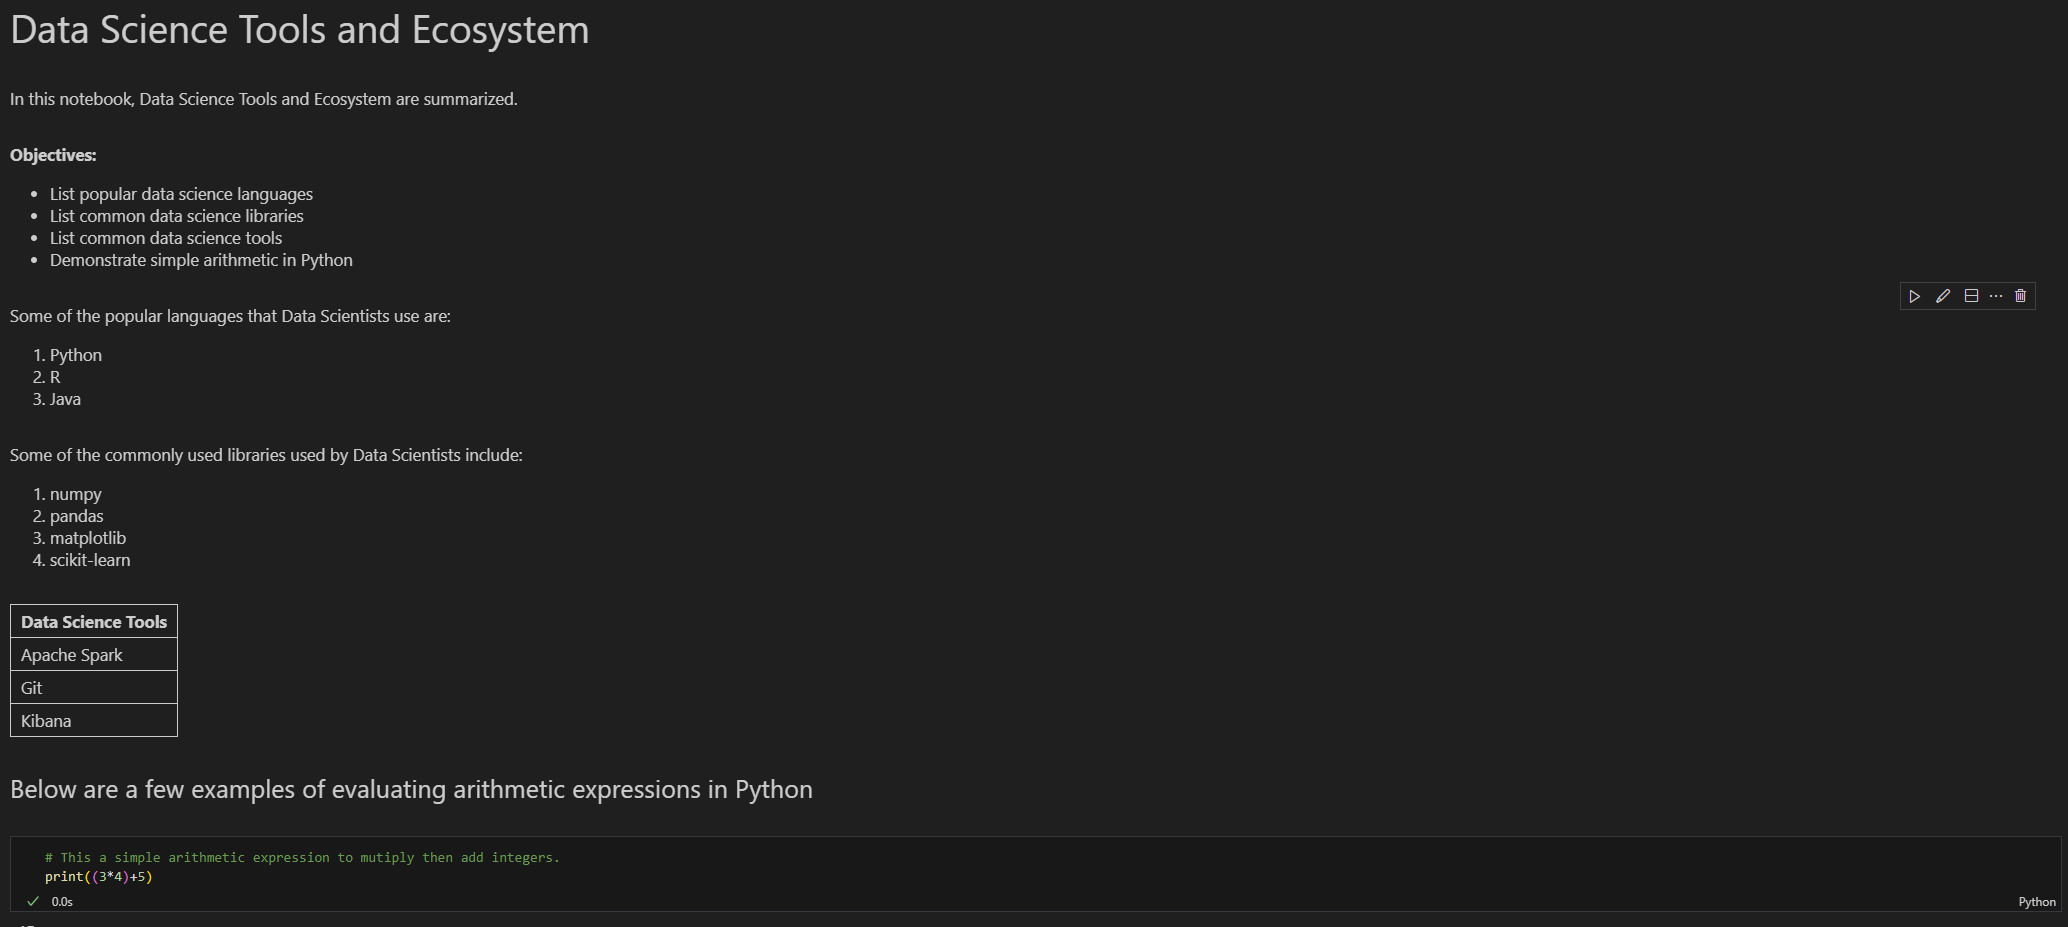 Data Science Tools and Ecosystem
In this notebook, Data Science Tools and Ecosystem are summarized.
Objectives:
• List popular data science languages
• List common data science libraries
• List common data science tools
• Demonstrate simple arithmetic in Python
Some of the popular languages that Data Scientists use are:
1. Python
2. R
3. Java
Some of the commonly used libraries used by Data Scientists include:
1. numpy
2. pandas
3. matplotlib
4. scikit-learn
Data Science Tools
Apache Spark
Git
Kibana
Below are a few examples of evaluating arithmetic expressions in Python
# This a simple arithmetic expression to mutiply then add integers.
print((3*4)+5)
0.0s
Python